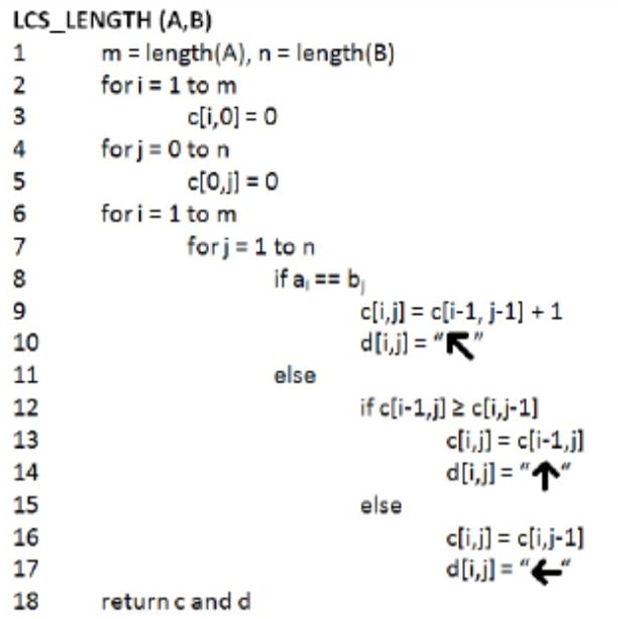 LCS_LENGTH (A,B)
1 m = length(A), n = length(B)
2 for i = 1 to m
3 c[i,0] = 0
4 for j = 0 to n
5 c[0,j] = 0
6 for i = 1 to m
7 for j = 1 to n
8 if aᵢ == bⱼ
9 c[i,j] = c[i-1, j-1] + 1
10 d[i,j] = "↖"
11 else
12 if c[i-1,j] ≥ c[i,j-1]
13 c[i,j] = c[i-1,j]
14 d[i,j] = "↑"
15 else
16 c[i,j] = c[i,j-1]
17 d[i,j] = "←"
18 return c and d